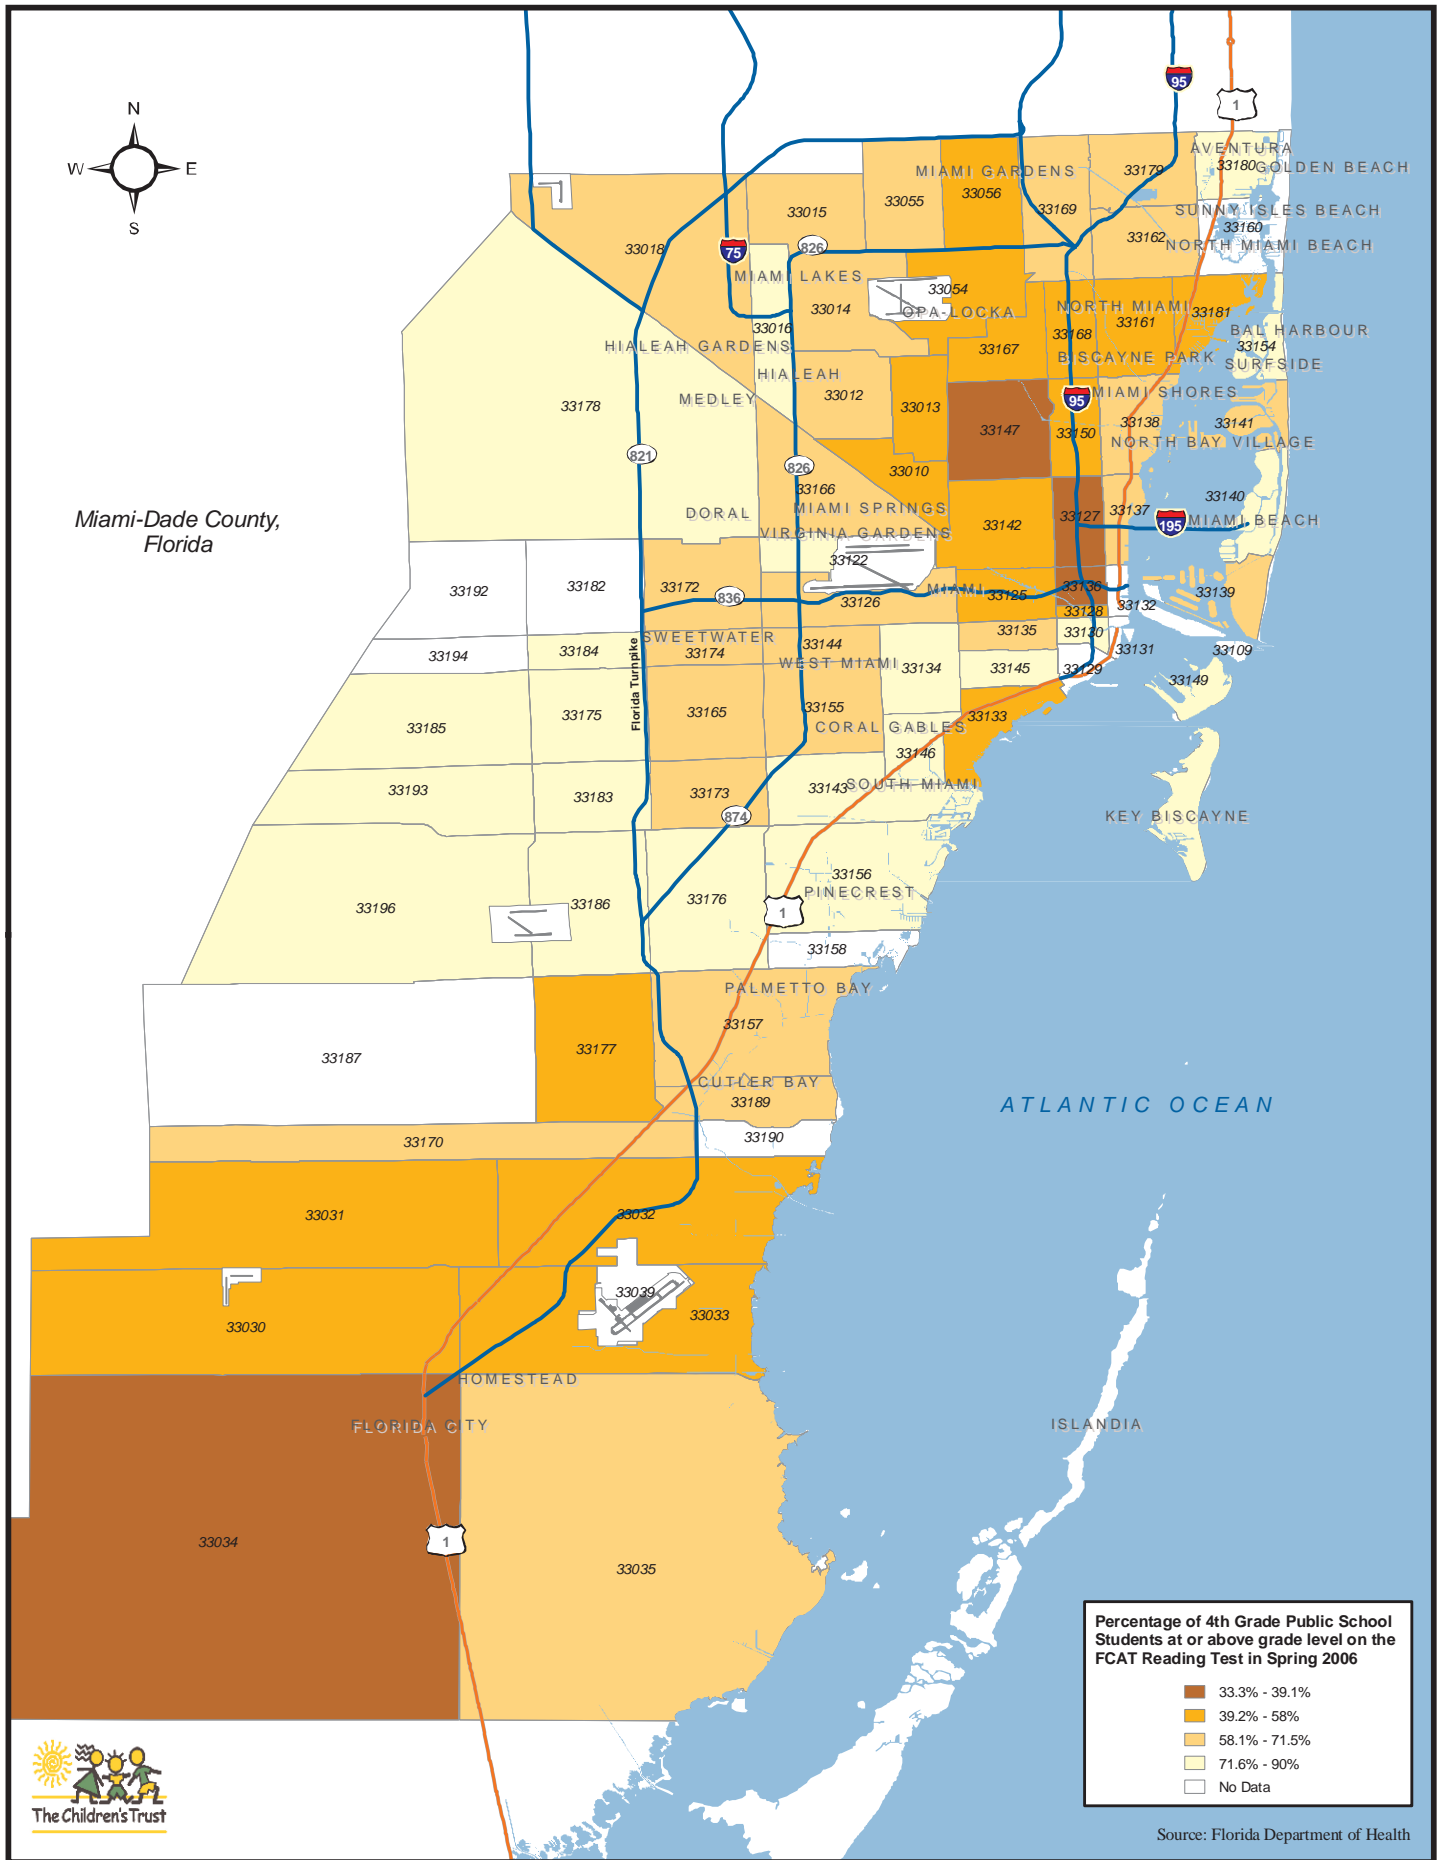 N
W E
S
95
1
AVENTURA
33180
GOLDEN BEACH
MIAMI GARDENS
33179
33056
33055
33015
33169
SUNNY ISLES BEACH
33160
33162
NORTH MIAMI BEACH
33018
75
826
MIAMI LAKES
33054
OPA-LOCKA
33014
33016
NORTH MIAMI
33161
33181
33168
BAL HARBOUR
33154
HIALEAH GARDENS
33167
BISCAYNE PARK
SURFSIDE
HIALEAH
MEDLEY
33012
33013
95
MIAMI SHORES
33178
33147
33150
33138
33141
NORTH BAY VILLAGE
821
826
33010
33166
33140
Miami-Dade County,
Florida
DORAL
MIAMI SPRINGS
33142
33127
33137
195
MIAMI BEACH
VIRGINIA GARDENS
33122
33192
33182
33172
836
33126
MIAMI
33125
33136
33128
33132
33139
SWEETWATER
33174
33144
33135
33130
33194
33184
WEST MIAMI
33134
33145
33129
33131
33109
33149
Florida Turnpike
33185
33175
33165
33155
CORAL GABLES
33133
33146
33193
33183
33173
33143
SOUTH MIAMI
874
KEY BISCAYNE
33196
33186
33176
33156
PINECREST
1
33158
PALMETTO BAY
33157
33187
33177
CUTLER BAY
33189
ATLANTIC OCEAN
33170
33190
33031
33032
33039
33030
33033
HOMESTEAD
FLORIDA CITY
ISLANDIA
33034
1
33035
Percentage of 4th Grade Public School
Students at or above grade level on the
FCAT Reading Test in Spring 2006
33.3% - 39.1%
39.2% - 58%
58.1% - 71.5%
71.6% - 90%
No Data
The Children's Trust
Source: Florida Department of Health